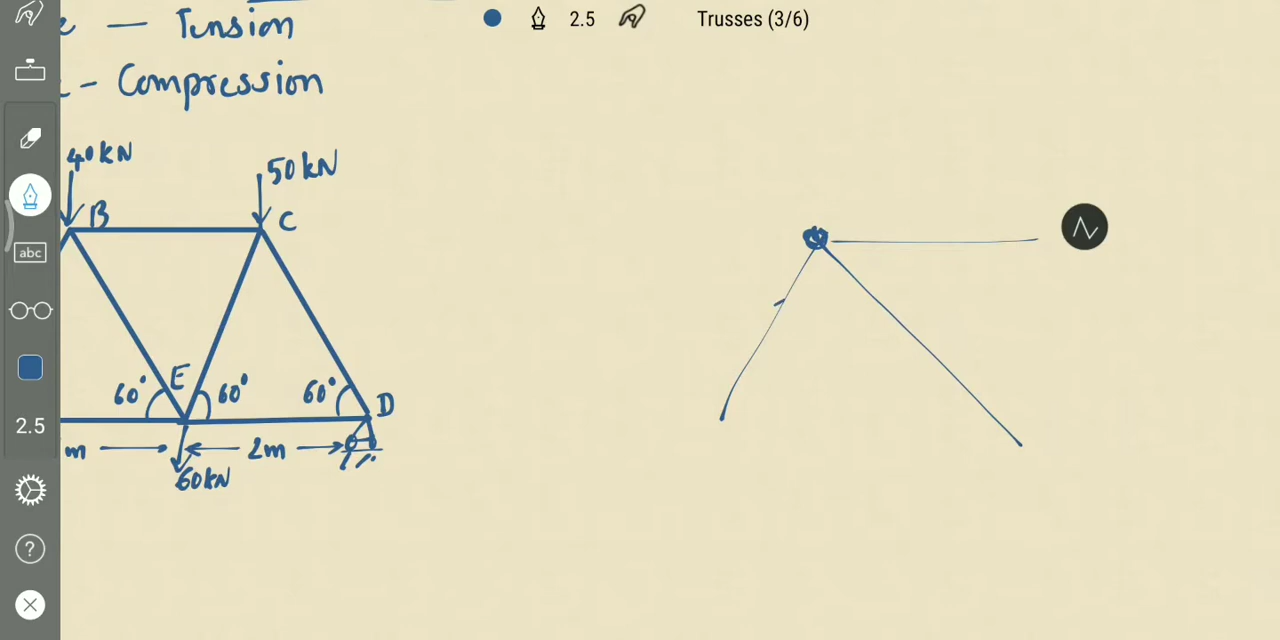 2.5 Trusses (3/6)
e — Tension
- Compression
40kN
50kN
B
C
abc
60° E 60° 60° D
2.5
m 2m
60kN
?